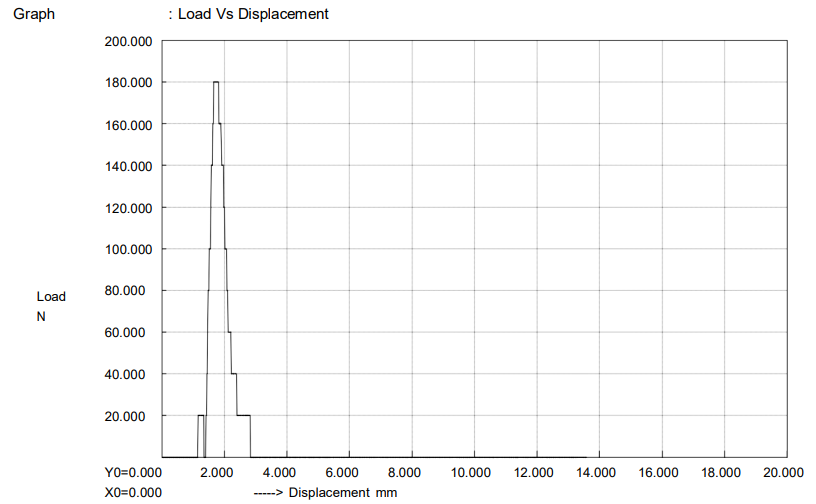 Graph : Load Vs Displacement
200.000
180.000
160.000
140.000
120.000
100.000
80.000
Load
N
60.000
40.000
20.000
Y0=0.000 2.000 4.000 6.000 8.000 10.000 12.000 14.000 16.000 18.000 20.000
X0=0.000 -----> Displacement mm